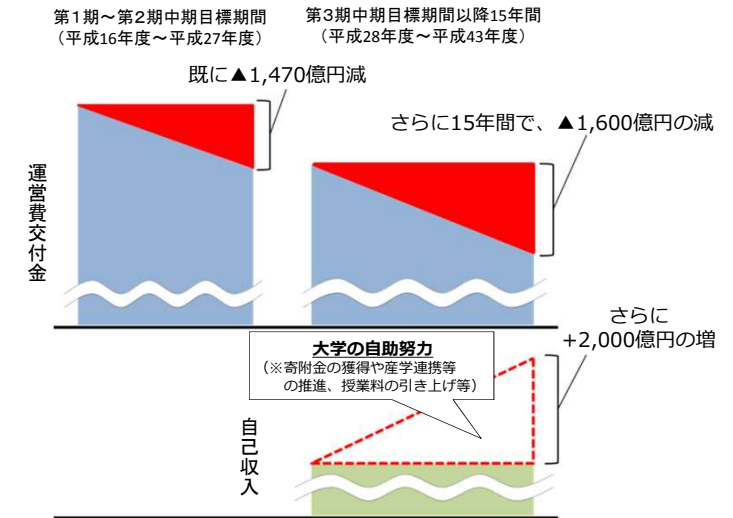 第１期～第２期中期目標期間
（平成16年度～平成27年度）
第３期中期目標期間以降15年間
（平成28年度～平成43年度）
既に▲1,470億円減
さらに15年間で、▲1,600億円の減
運営費交付金
さらに
+2,000億円の増
大学の自助努力
（※寄附金の獲得や産学連携等
の推進、授業料の引き上げ等）
自己収入